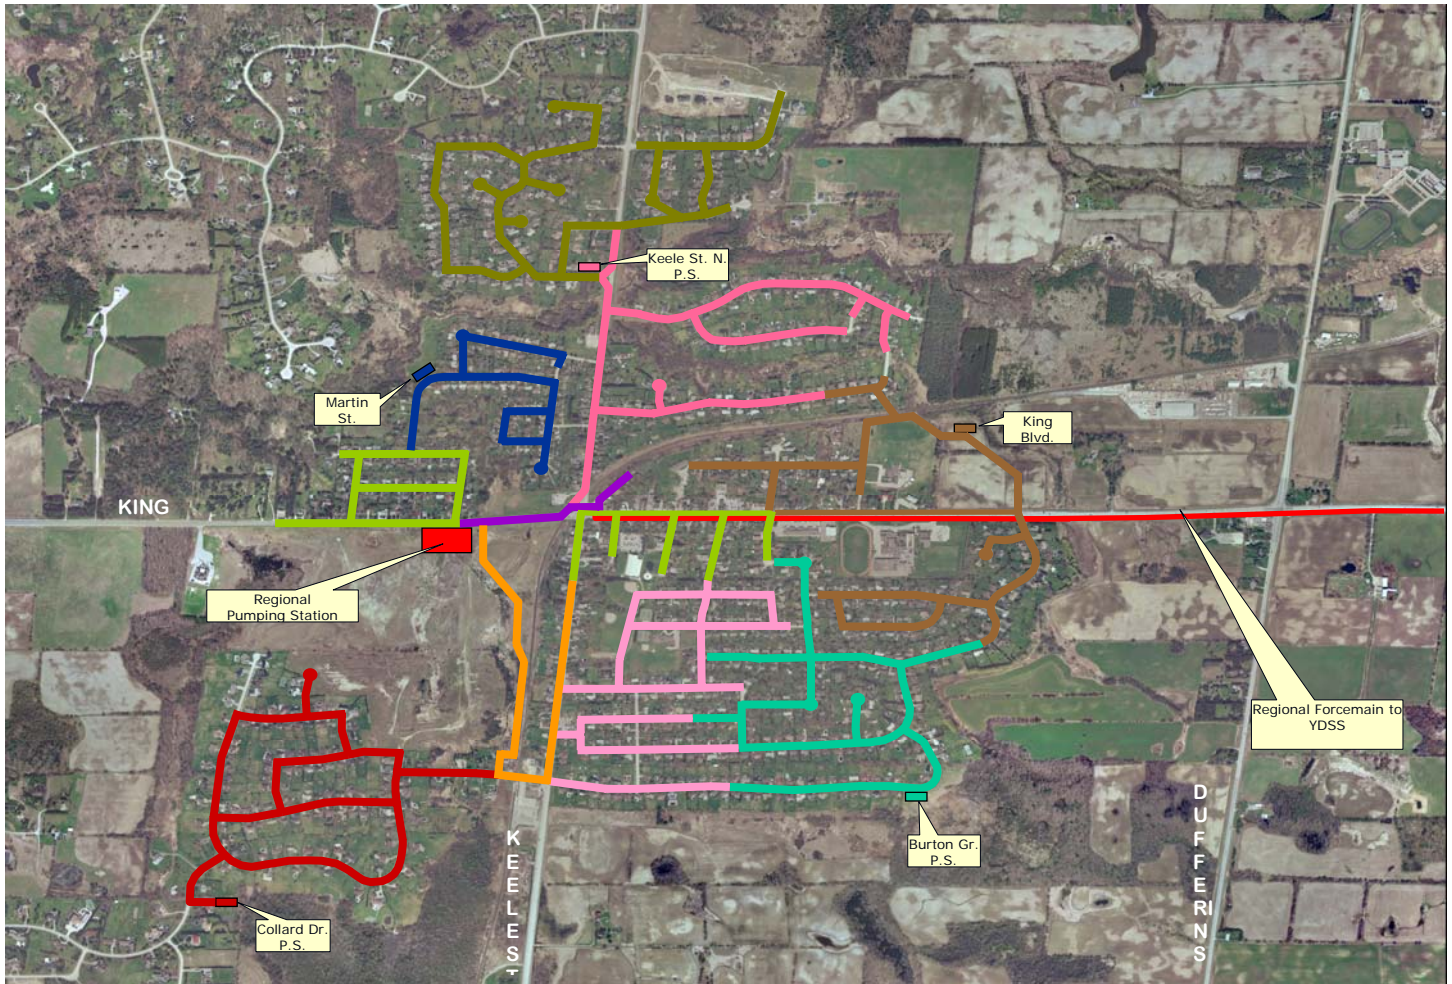 Keele St. N.
P.S.
Martin
St.
King
Blvd.
KING
Regional
Pumping Station
Regional Forcemain to
YDSS
Burton Gr.
P.S.
Collard Dr.
P.S.
KEELE ST
DUFFERIN S